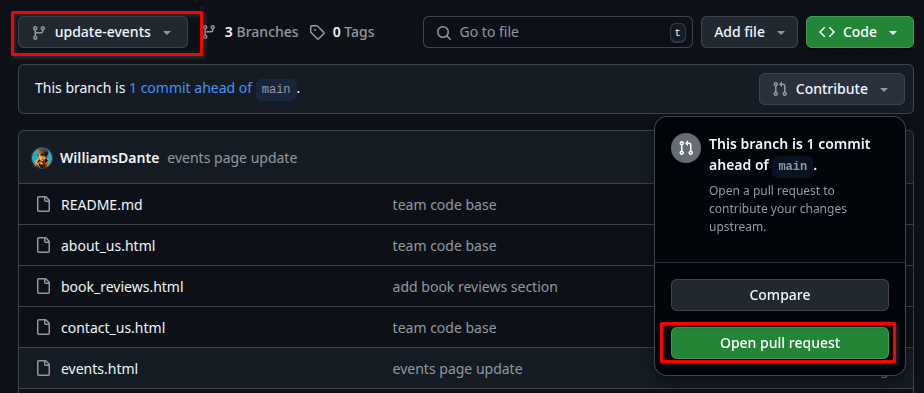 update-events 3 Branches 0 Tags Go to file t Add file Code
This branch is 1 commit ahead of main . Contribute
WilliamsDante events page update
This branch is 1 commit
ahead of main .
Open a pull request to
contribute your changes
upstream.
README.md team code base
about_us.html team code base
book_reviews.html add book reviews section
Compare
contact_us.html team code base
Open pull request
events.html events page update